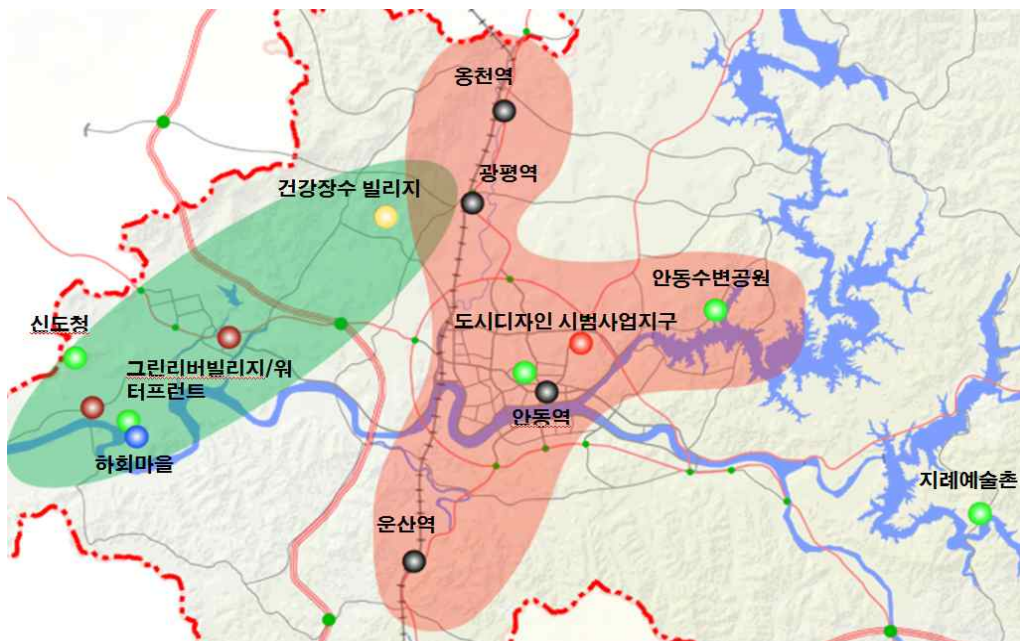 옹천역
광평역
건강장수 빌리지
안동수변공원
신도청
도시디자인 시범사업지구
그린리버빌리지/워
터프런트
안동역
하회마을
지례예술촌
운산역